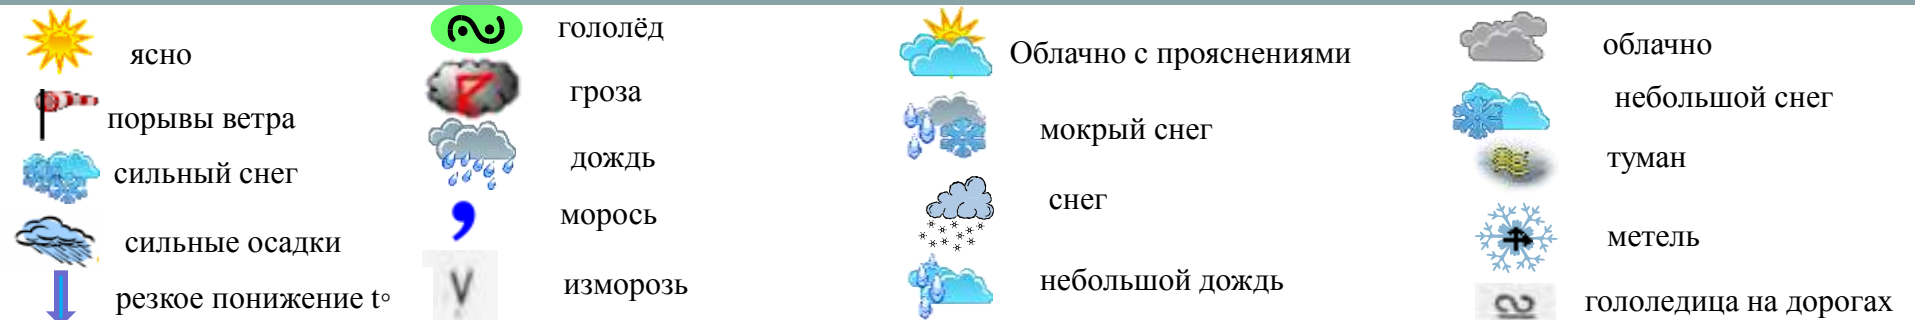 ясно
порывы ветра
сильный снег
сильные осадки
резкое понижение t°
гололёд
гроза
дождь
морось
изморозь
Облачно с прояснениями
мокрый снег
снег
небольшой дождь
облачно
небольшой снег
туман
метель
гололедица на дорогах